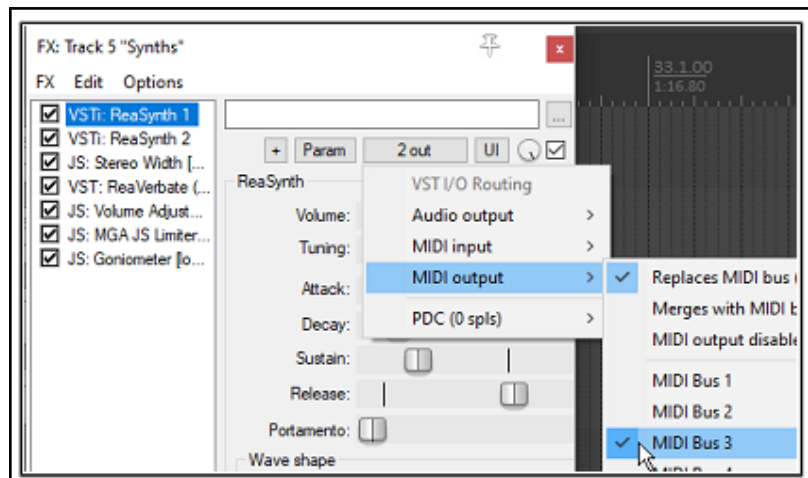 FX: Track 5 "Synths"
FX Edit Options
VSTi: ReaSynth 1
VSTi: ReaSynth 2
JS: Stereo Width [...
VST: ReaVerbate (...
JS: Volume Adjust...
JS: MGA JS Limiter...
JS: Goniometer [lo...
...
+ Param 2 out UI
ReaSynth
Volume:
Tuning:
Attack:
Decay:
Sustain:
Release:
Portamento:
Wave shape
VST I/O Routing
Audio output
MIDI input
MIDI output
PDC (0 spls)
Replaces MIDI bus
Merges with MIDI
MIDI output
MIDI Bus 1
MIDI Bus 2
MIDI Bus 3
33.1.00
1:16.80